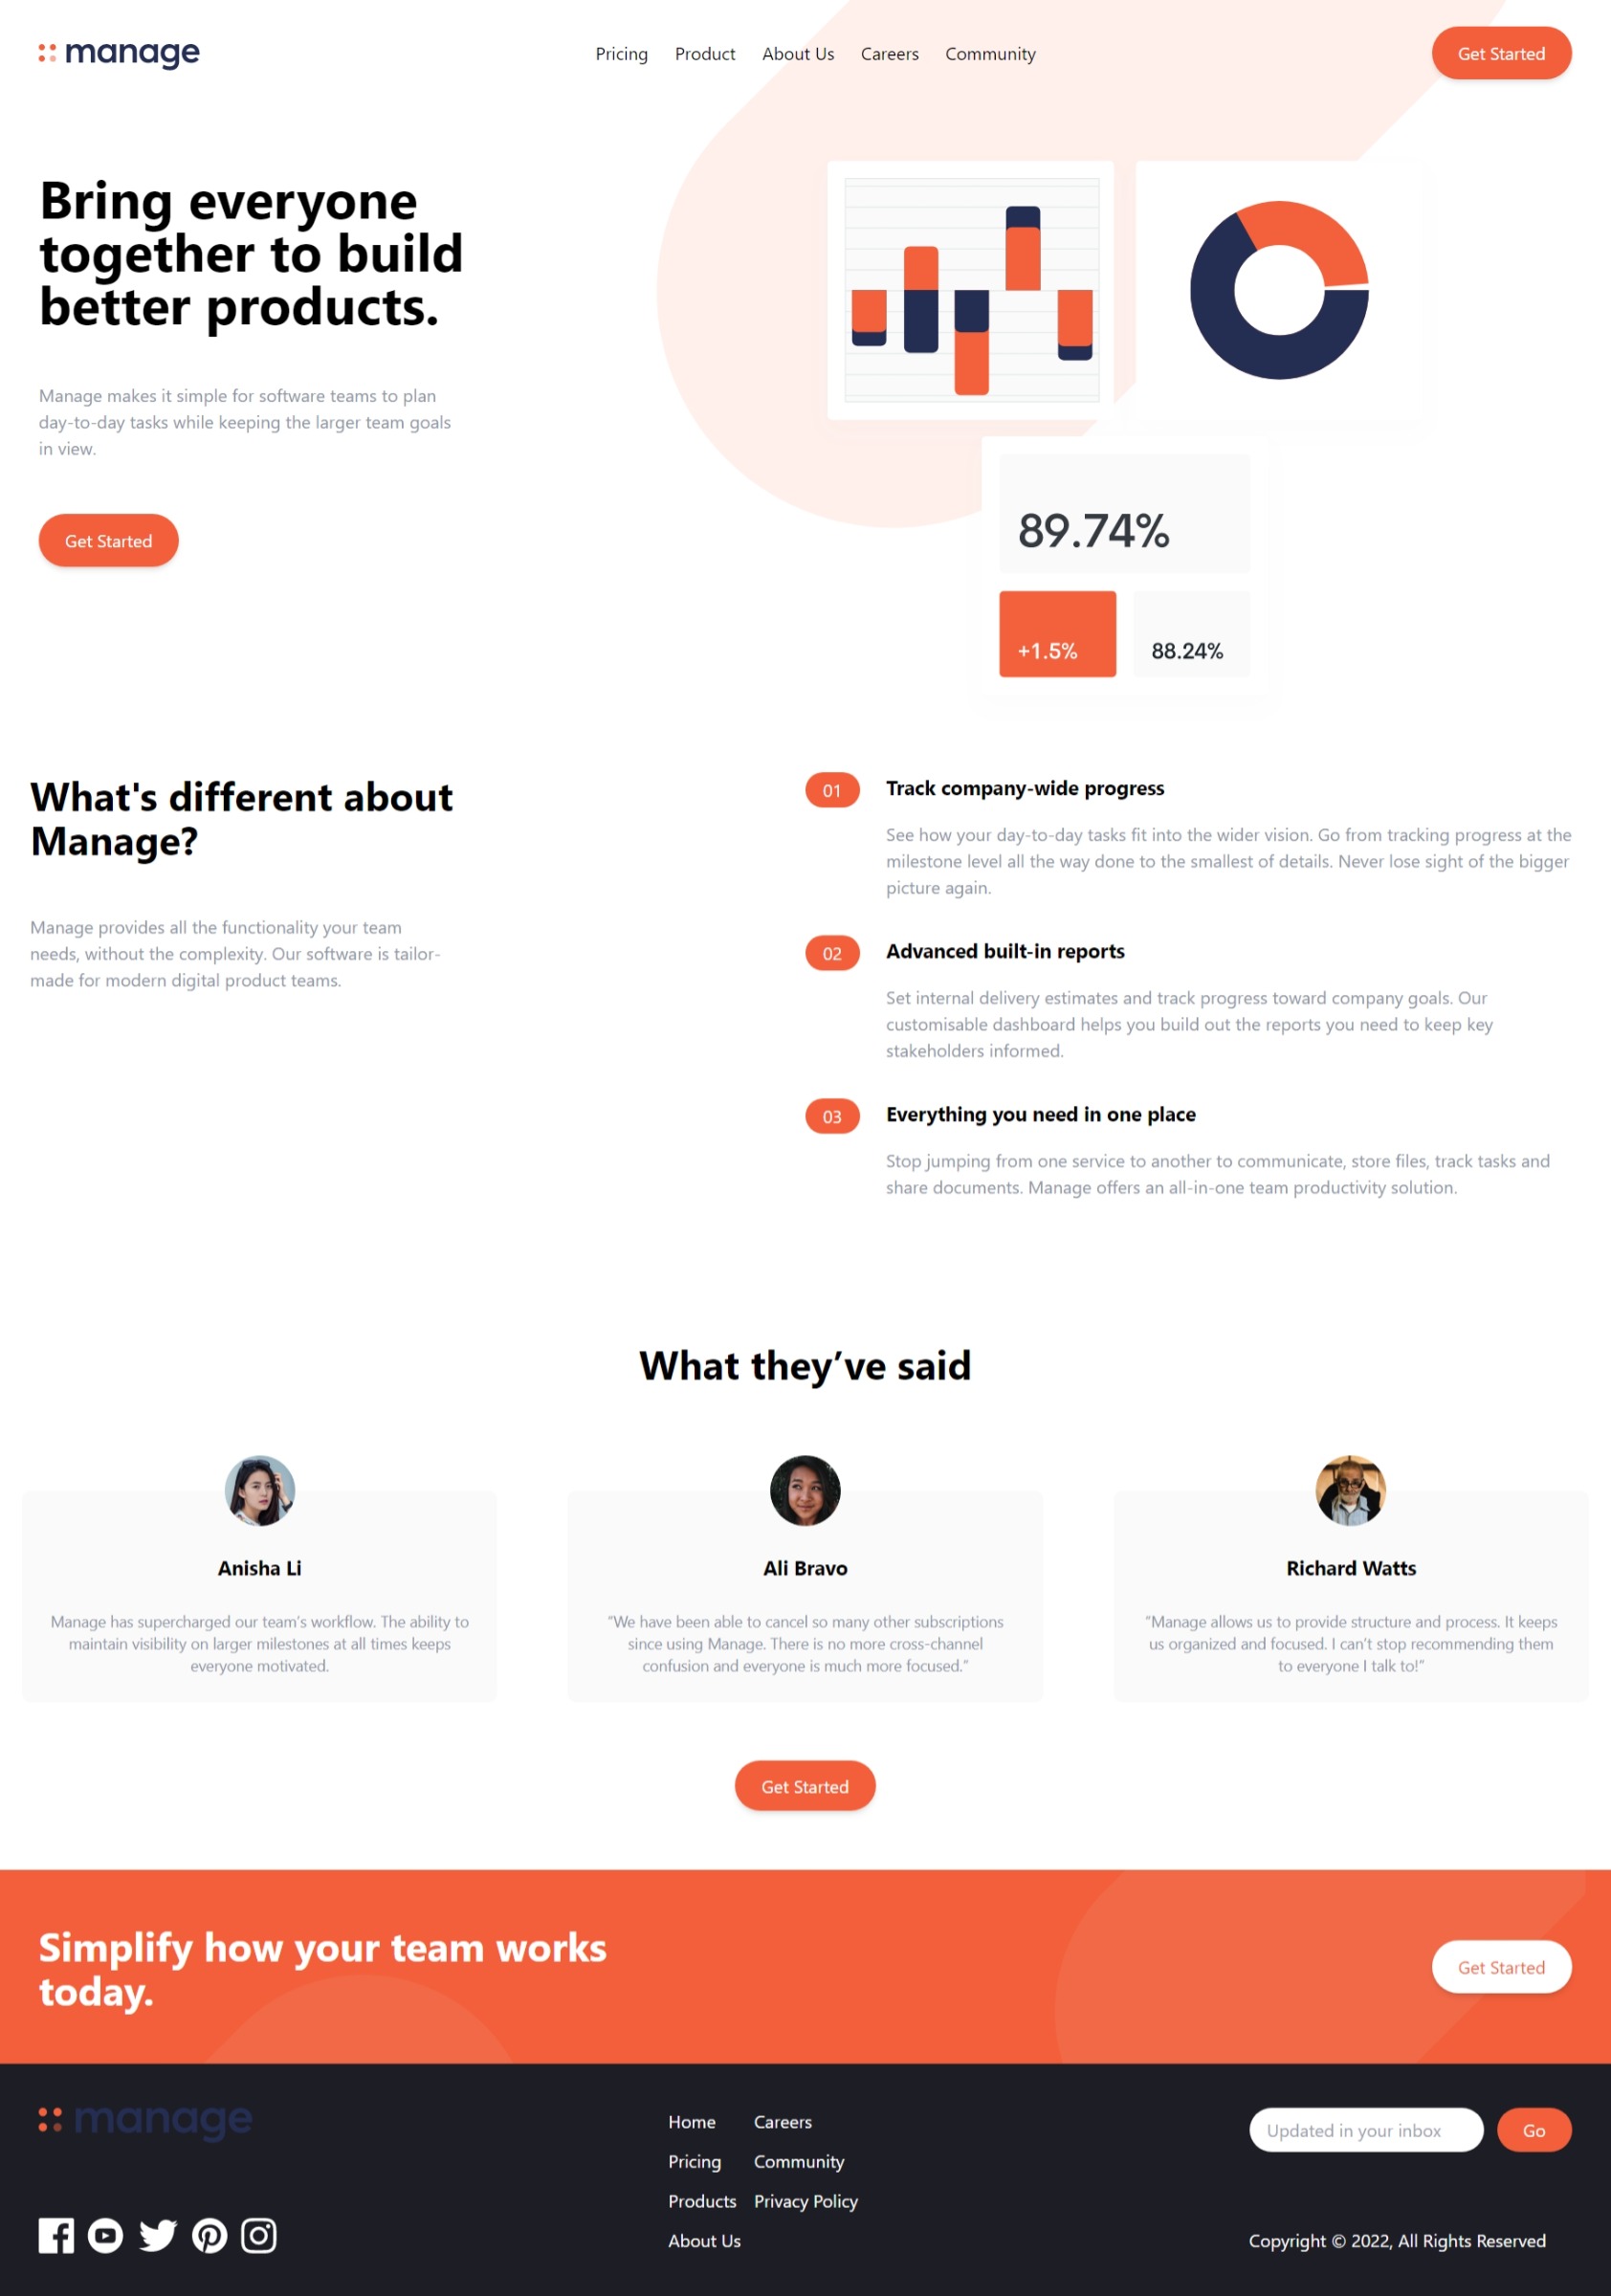 manage
Pricing Product About Us Careers Community
Get Started
Bring everyone
together to build
better products.
Manage makes it simple for software teams to plan
day-to-day tasks while keeping the larger team goals
in view.
Get Started
89.74%
+1.5%
88.24%
What's different about
Manage?
Manage provides all the functionality your team
needs, without the complexity. Our software is tailor-
made for modern digital product teams.
01
Track company-wide progress
See how your day-to-day tasks fit into the wider vision. Go from tracking progress at the
milestone level all the way done to the smallest of details. Never lose sight of the bigger
picture again.
02
Advanced built-in reports
Set internal delivery estimates and track progress toward company goals. Our
customisable dashboard helps you build out the reports you need to keep key
stakeholders informed.
03
Everything you need in one place
Stop jumping from one service to another to communicate, store files, track tasks and
share documents. Manage offers an all-in-one team productivity solution.
What they’ve said
Anisha Li
Manage has supercharged our team’s workflow. The ability to
maintain visibility on larger milestones at all times keeps
everyone motivated.
Ali Bravo
“We have been able to cancel so many other subscriptions
since using Manage. There is no more cross-channel
confusion and everyone is much more focused.”
Richard Watts
“Manage allows us to provide structure and process. It keeps
us organized and focused. I can’t stop recommending them
to everyone I talk to!”
Get Started
Simplify how your team works
today.
Get Started
manage
Home
Pricing
Products
About Us
Careers
Community
Privacy Policy
Updated in your inbox
Go
Copyright © 2022, All Rights Reserved